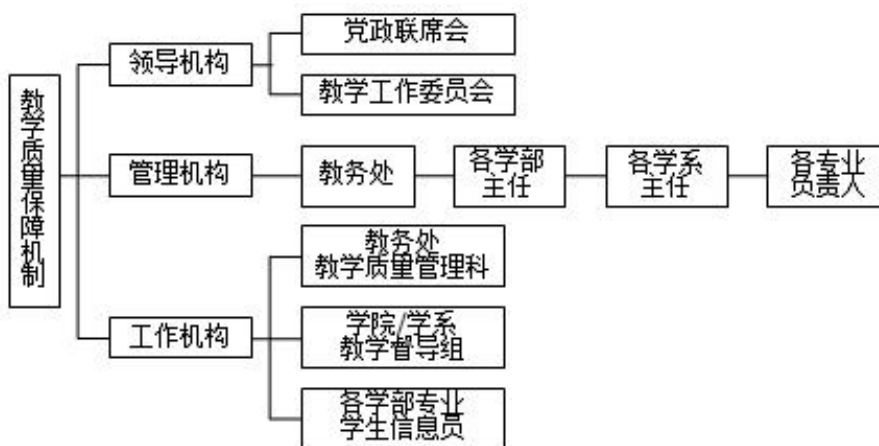 教学质量保障机制
领导机构
党政联席会
教学工作委员会
管理机构
教务处
各学部
主任
各学系
主任
各专业
负责人
工作机构
教务处
教学质量管理科
学院/学系
教学督导组
各学部专业
学生信息员